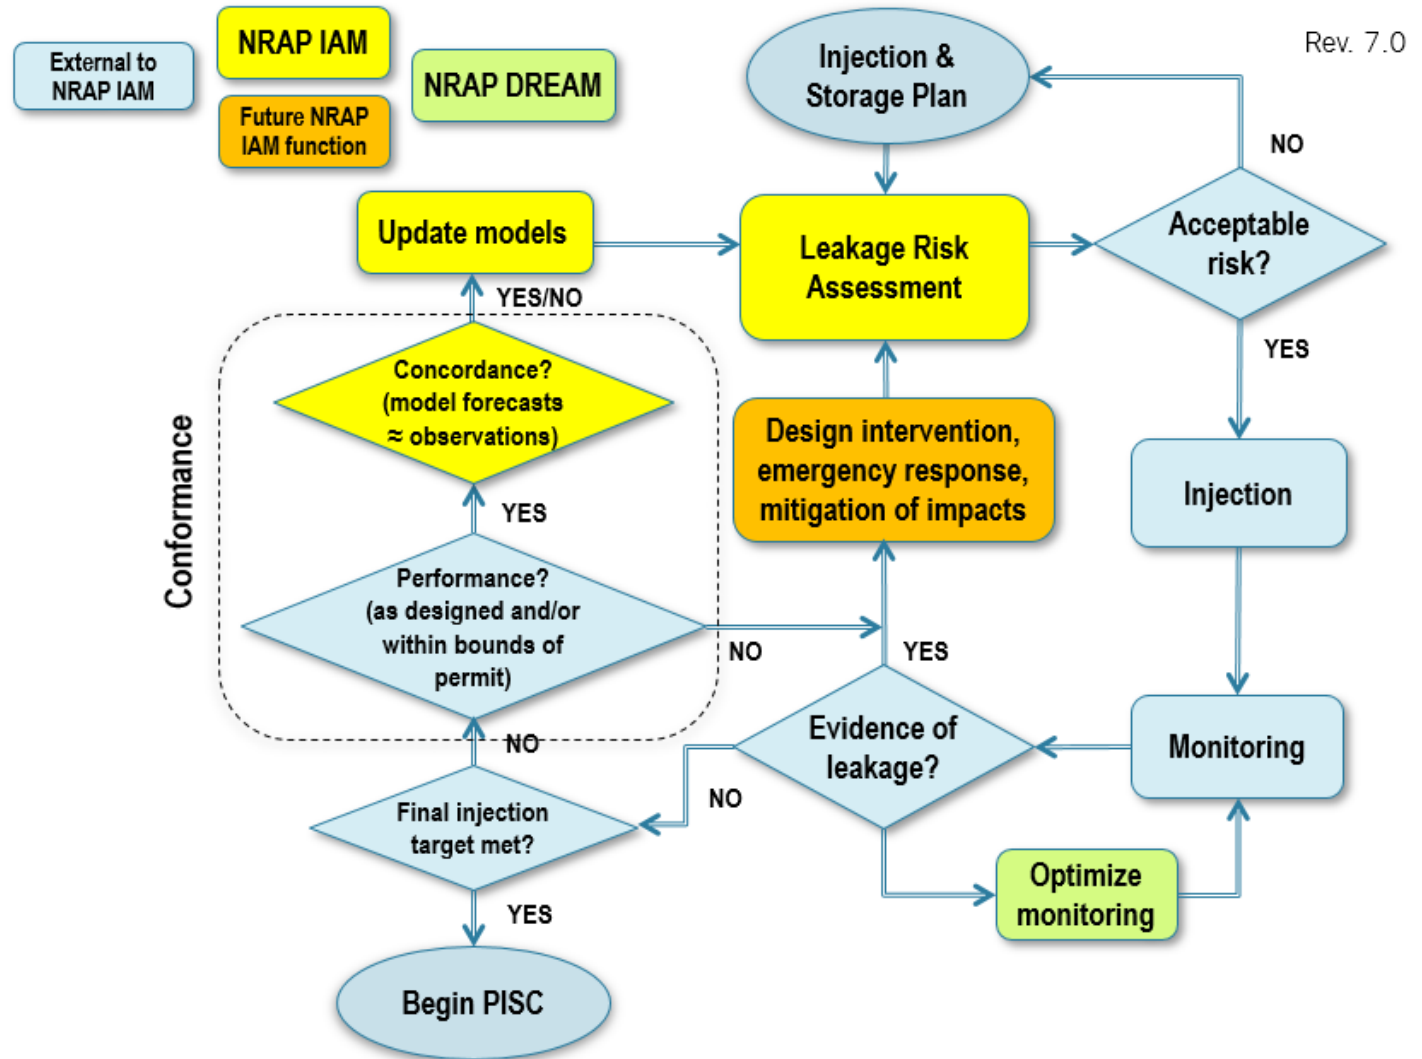 External to
NRAP IAM
NRAP IAM
Future NRAP
IAM function
NRAP DREAM
Injection &
Storage Plan
Rev. 7.0
NO
Acceptable
risk?
YES
Update models
Leakage Risk
Assessment
YES/NO
Concordance?
(model forecasts
≈ observations)
Conformance
YES
Design intervention,
emergency response,
mitigation of impacts
Injection
Performance?
(as designed and/or
within bounds of
permit)
NO
YES
Evidence of
leakage?
Monitoring
NO
NO
Final injection
target met?
Optimize
monitoring
YES
Begin PISC